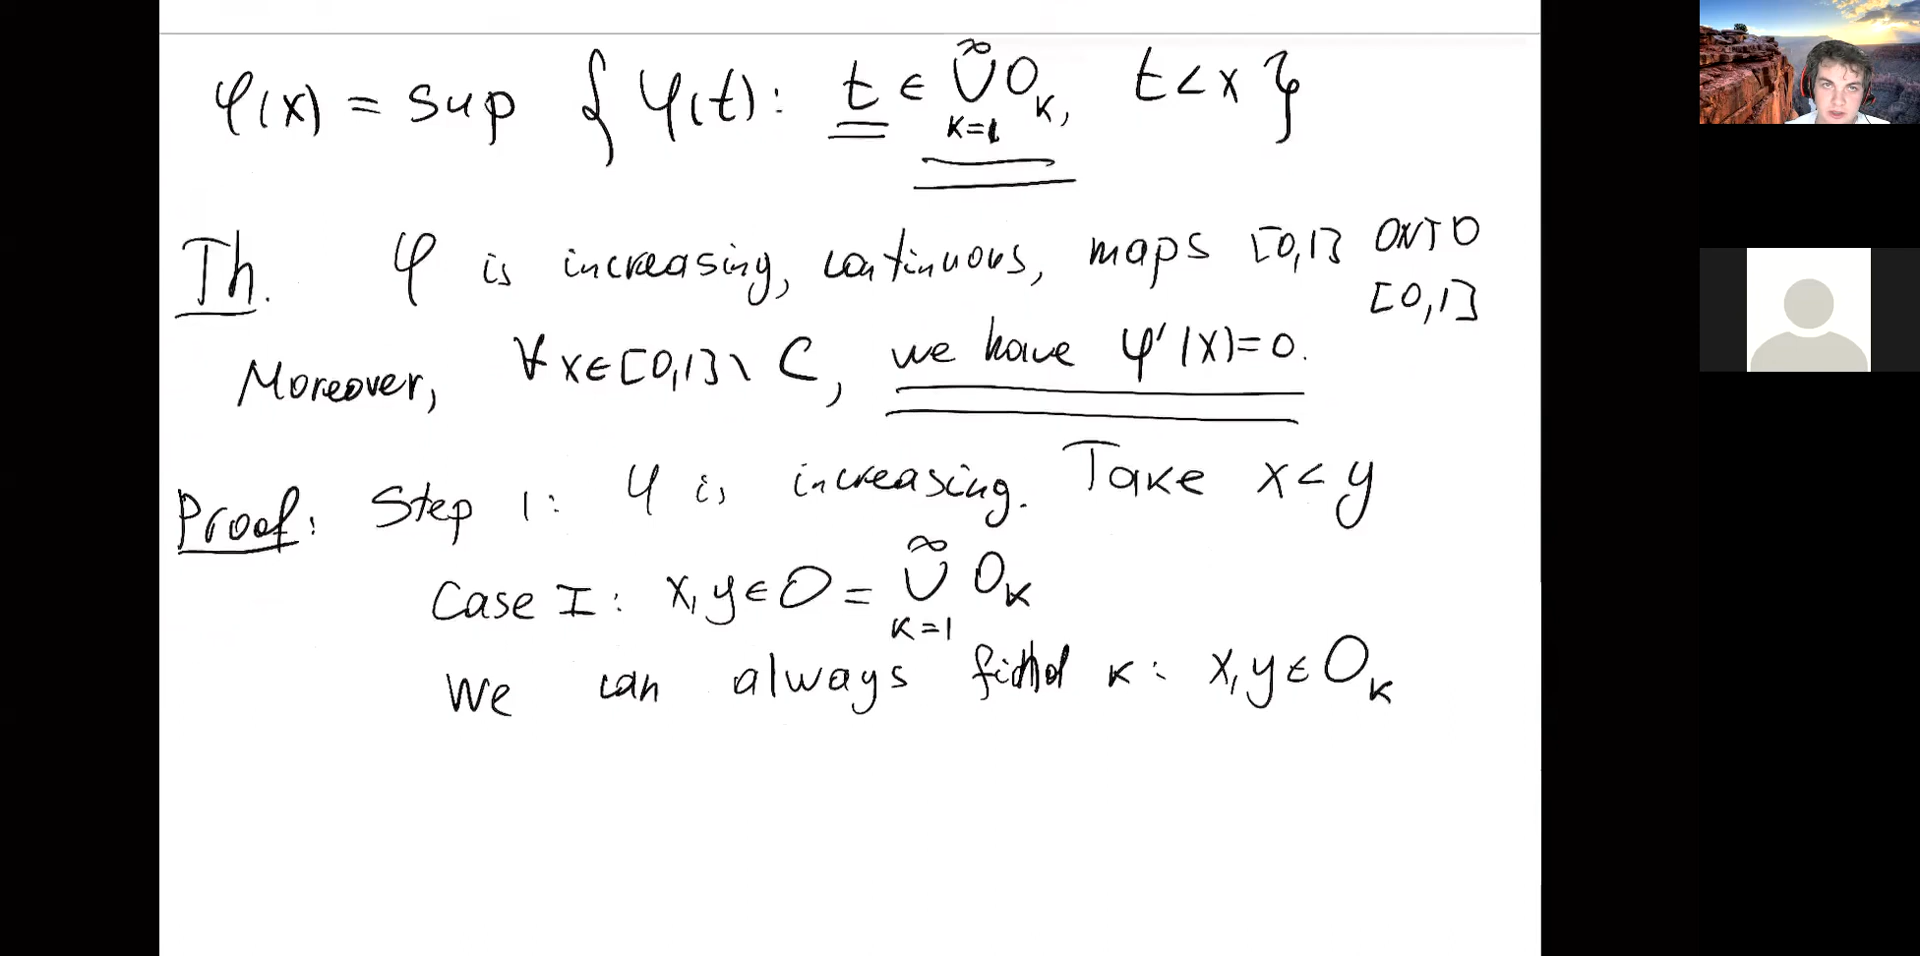 φ(x) = sup { φ(t): t ∈ ⋃_{k=1}^{∞} O_k, t < x }
Th. φ is increasing, continuous, maps [0,1] ONTO
[0,1]
Moreover, ∀ x ∈ [0,1] \ C, we have φ'(x)=0.
Proof: Step 1: φ is increasing. Take x < y
Case I: x, y ∈ O = ⋃_{k=1}^{∞} O_k
We can always find k: x, y ∈ O_k